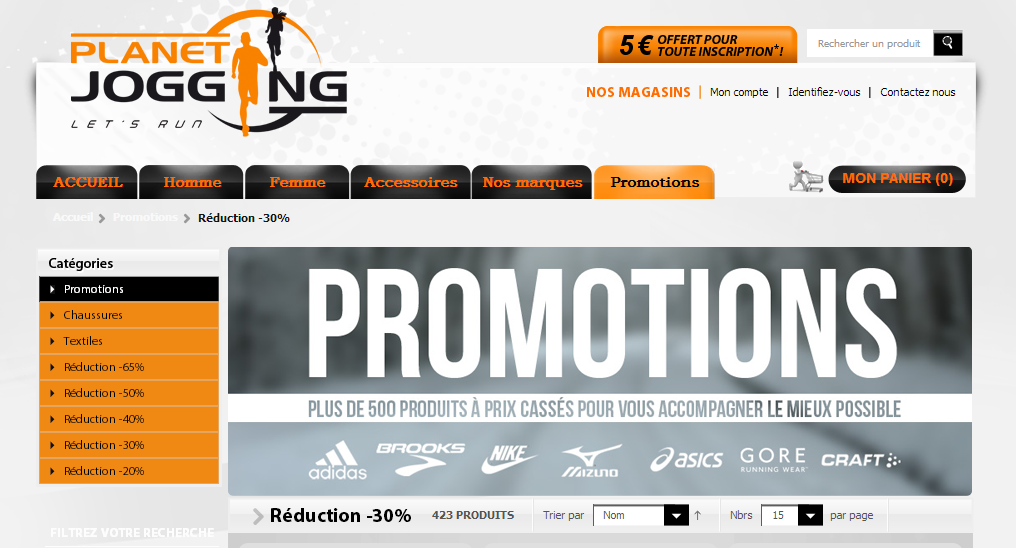 PLANET
JOGGING
LET'S RUN
5 € OFFERT POUR
TOUTE INSCRIPTION*!
Rechercher un produit
NOS MAGASINS | Mon compte | Identifiez-vous | Contactez nous
ACCUEIL Homme Femme Accessoires Nos marques Promotions MON PANIER (0)
Accueil Promotions Réduction -30%
Catégories
Promotions
Chaussures
Textiles
Réduction -65%
Réduction -50%
Réduction -40%
Réduction -30%
Réduction -20%
FILTREZ VOTRE RECHERCHE
PROMOTIONS
PLUS DE 500 PRODUITS À PRIX CASSÉS POUR VOUS ACCOMPAGNER LE MIEUX POSSIBLE
adidas BROOKS NIKE MIZUNO asics GORE RUNNING WEAR CRAFT
Réduction -30% 423 PRODUITS Trier par Nom Nbrs 15 par page